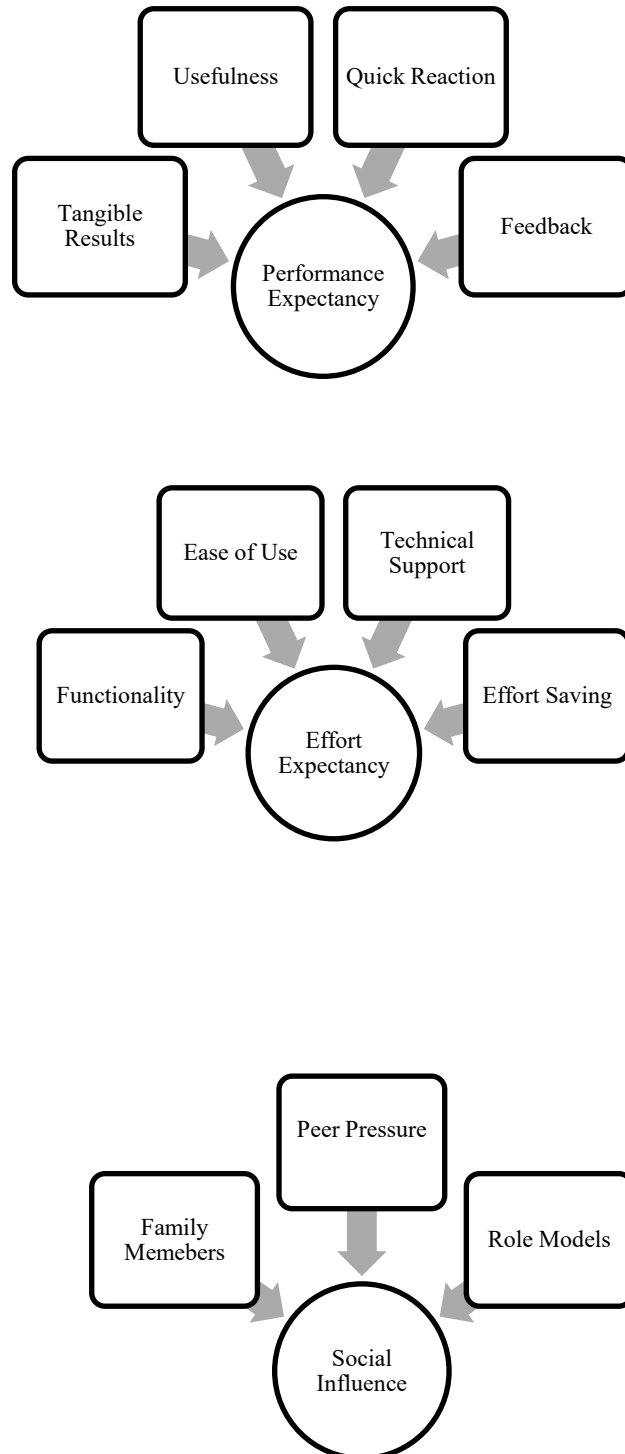 Usefulness
Quick Reaction
Tangible
Results
Feedback
Performance
Expectancy
Ease of Use
Technical
Support
Functionality
Effort Saving
Effort
Expectancy
Peer Pressure
Family
Memebers
Role Models
Social
Influence